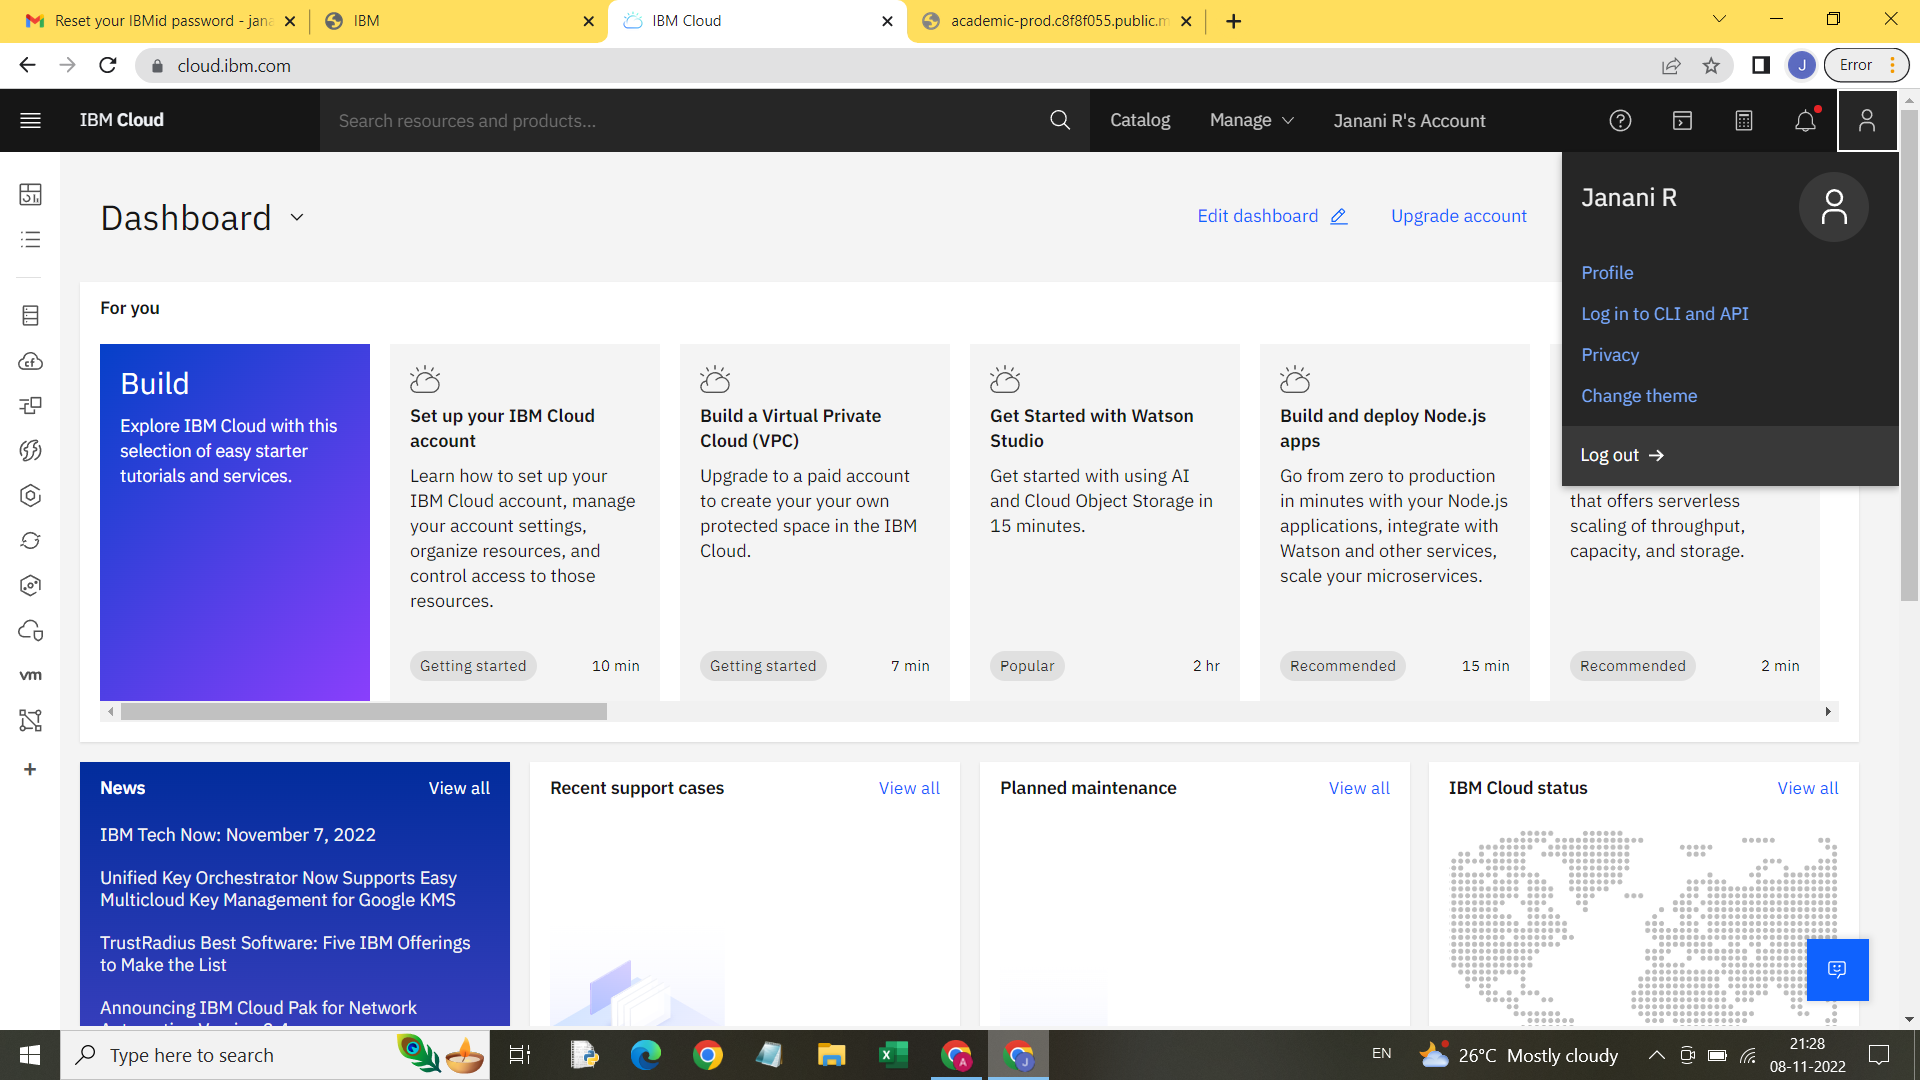 Reset your IBMid password - jana
IBM
IBM Cloud
academic-prod.c8f8f055.public.m
cloud.ibm.com
J
Error
IBM Cloud
Search resources and products...
Catalog
Manage
Janani R's Account
Dashboard
Edit dashboard
Upgrade account
Janani R
Profile
Log in to CLI and API
Privacy
Change theme
Log out
For you
Build
Explore IBM Cloud with this
selection of easy starter
tutorials and services.
Set up your IBM Cloud
account
Learn how to set up your
IBM Cloud account, manage
your account settings,
organize resources, and
control access to those
resources.
Getting started
10 min
Build a Virtual Private
Cloud (VPC)
Upgrade to a paid account
to create your your own
protected space in the IBM
Cloud.
Getting started
7 min
Get Started with Watson
Studio
Get started with using AI
and Cloud Object Storage in
15 minutes.
Popular
2 hr
Build and deploy Node.js
apps
Go from zero to production
in minutes with your Node.js
applications, integrate with
Watson and other services,
scale your microservices.
Recommended
15 min
that offers serverless
scaling of throughput,
capacity, and storage.
Recommended
2 min
cf
vm
News
View all
IBM Tech Now: November 7, 2022
Unified Key Orchestrator Now Supports Easy
Multicloud Key Management for Google KMS
TrustRadius Best Software: Five IBM Offerings
to Make the List
Announcing IBM Cloud Pak for Network
Recent support cases
View all
Planned maintenance
View all
IBM Cloud status
View all
Type here to search
A
J
EN
26°C Mostly cloudy
21:28
08-11-2022